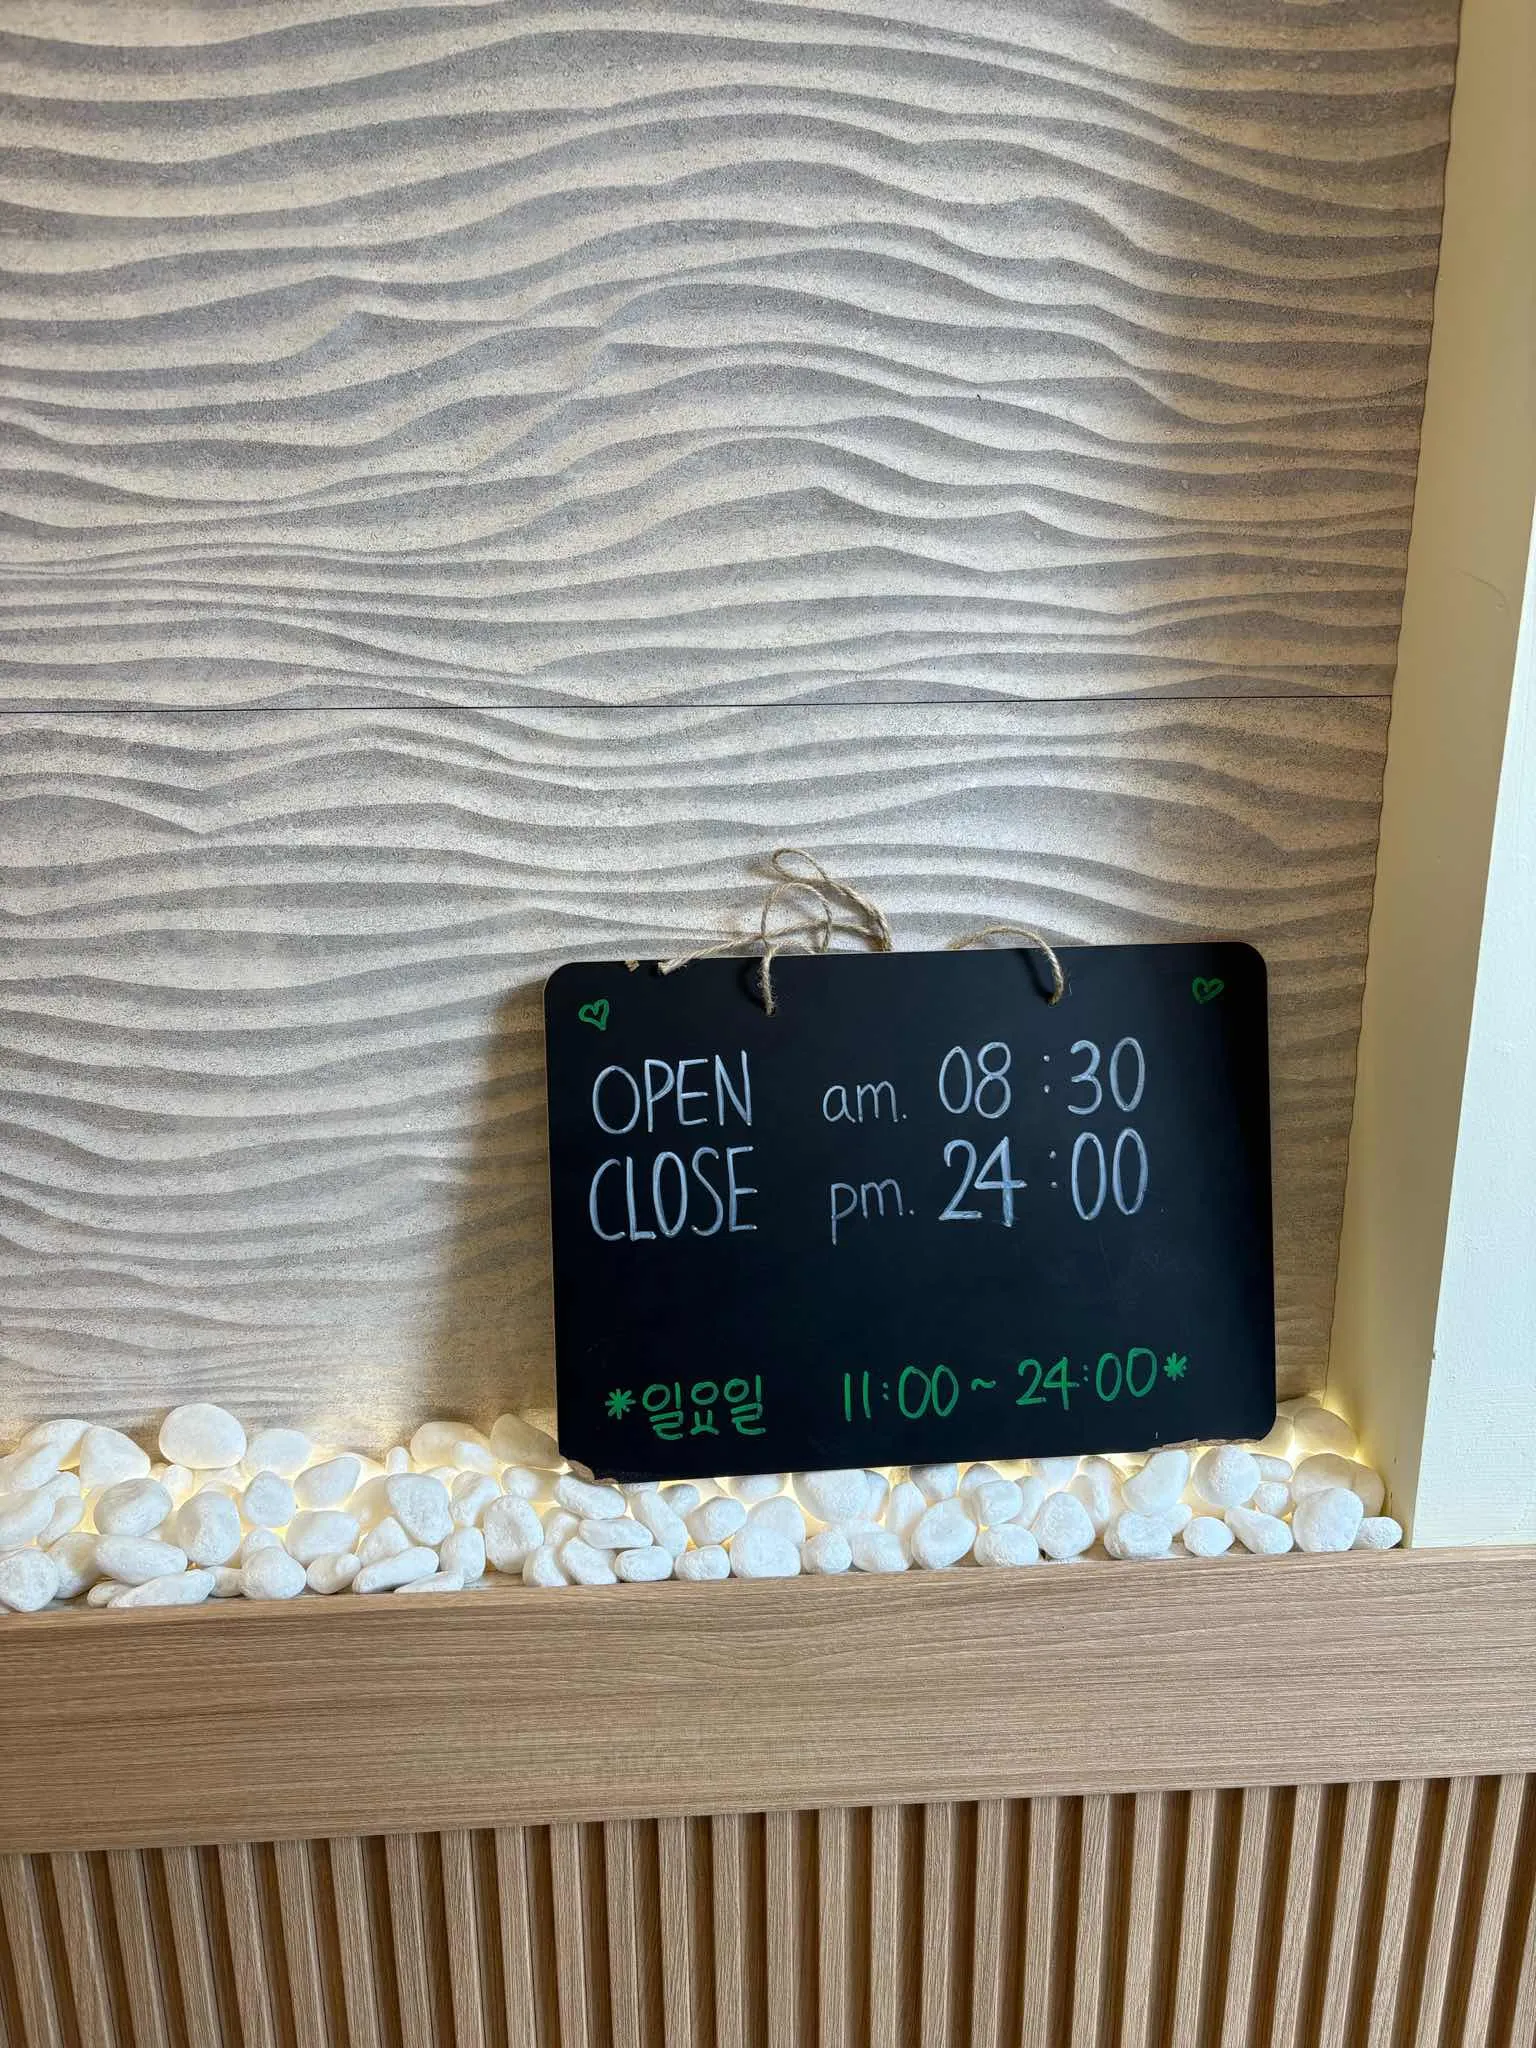 OPEN am. 08:30
CLOSE pm. 24:00
*일요일 11:00~24:00*